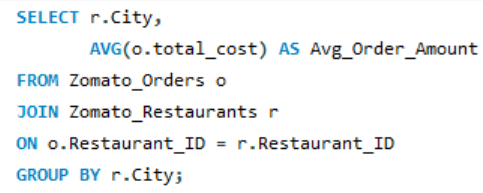 SELECT r.City,
AVG(o.total_cost) AS Avg_Order_Amount
FROM Zomato_Orders o
JOIN Zomato_Restaurants r
ON o.Restaurant_ID = r.Restaurant_ID
GROUP BY r.City;